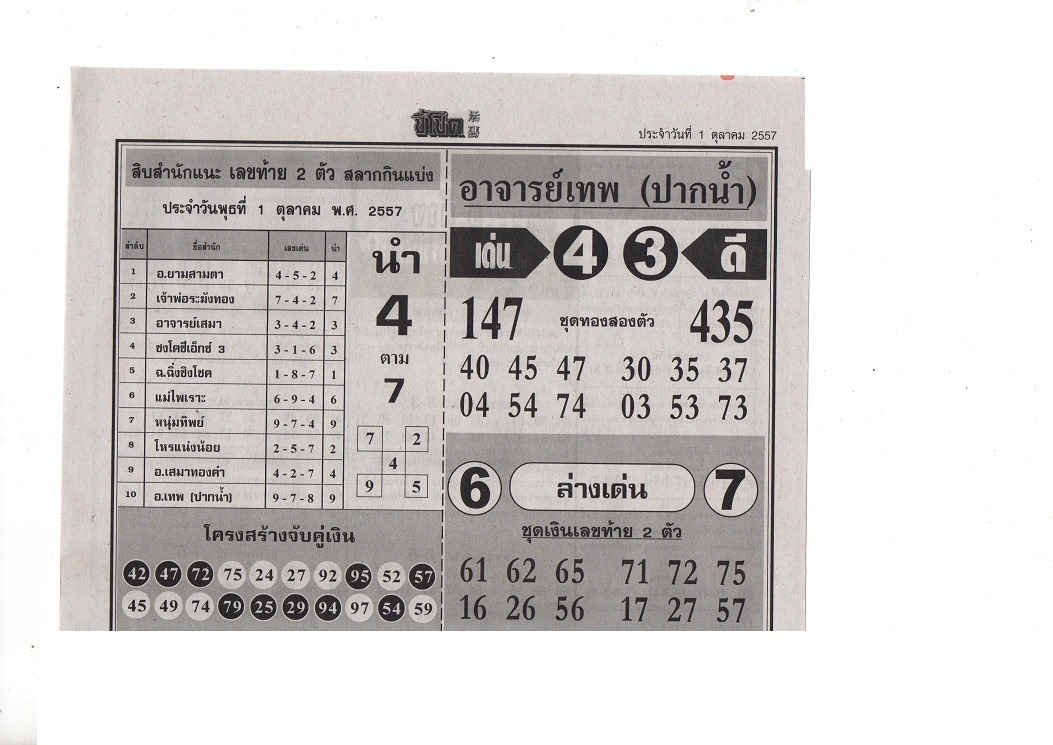 ชี้โชค
ประจำวันที่ 1 ตุลาคม 2557
สิบสำนักแนะ เลขท้าย 2 ตัว สลากกินแบ่ง
ประจำวันพุธที่ 1 ตุลาคม พ.ศ. 2557
ลำดับ ชื่อสำนัก เลขเด่น นำ
1 อ.ยามสามตา 4 - 5 - 2 4
2 เจ้าพ่อระฆังทอง 7 - 4 - 2 7
3 อาจารย์เสมา 3 - 4 - 2 3
4 ซงโคซีเอ็กซ์ 3 3 - 1 - 6 3
5 ฉ.ฉิ่งชิงโชค 1 - 8 - 7 1
6 แม่ไพเราะ 6 - 9 - 4 6
7 หนุ่มทิพย์ 9 - 7 - 4 9
8 โหรแน่งน้อย 2 - 5 - 7 2
9 อ.เสมาทองคำ 4 - 2 - 7 4
10 อ.เทพ (ปากน้ำ) 9 - 7 - 8 9
นำ
4
ตาม
7
7 2
4
9 5
โครงสร้างจับคู่เงิน
42 47 72 75 24 27 92 95 52 57
45 49 74 79 25 29 94 97 54 59
อาจารย์เทพ (ปากน้ำ)
เด่น 4 3 ดี
147 ชุดทองสองตัว 435
40 45 47 30 35 37
04 54 74 03 53 73
6 ล่างเด่น 7
ชุดเงินเลขท้าย 2 ตัว
61 62 65 71 72 75
16 26 56 17 27 57